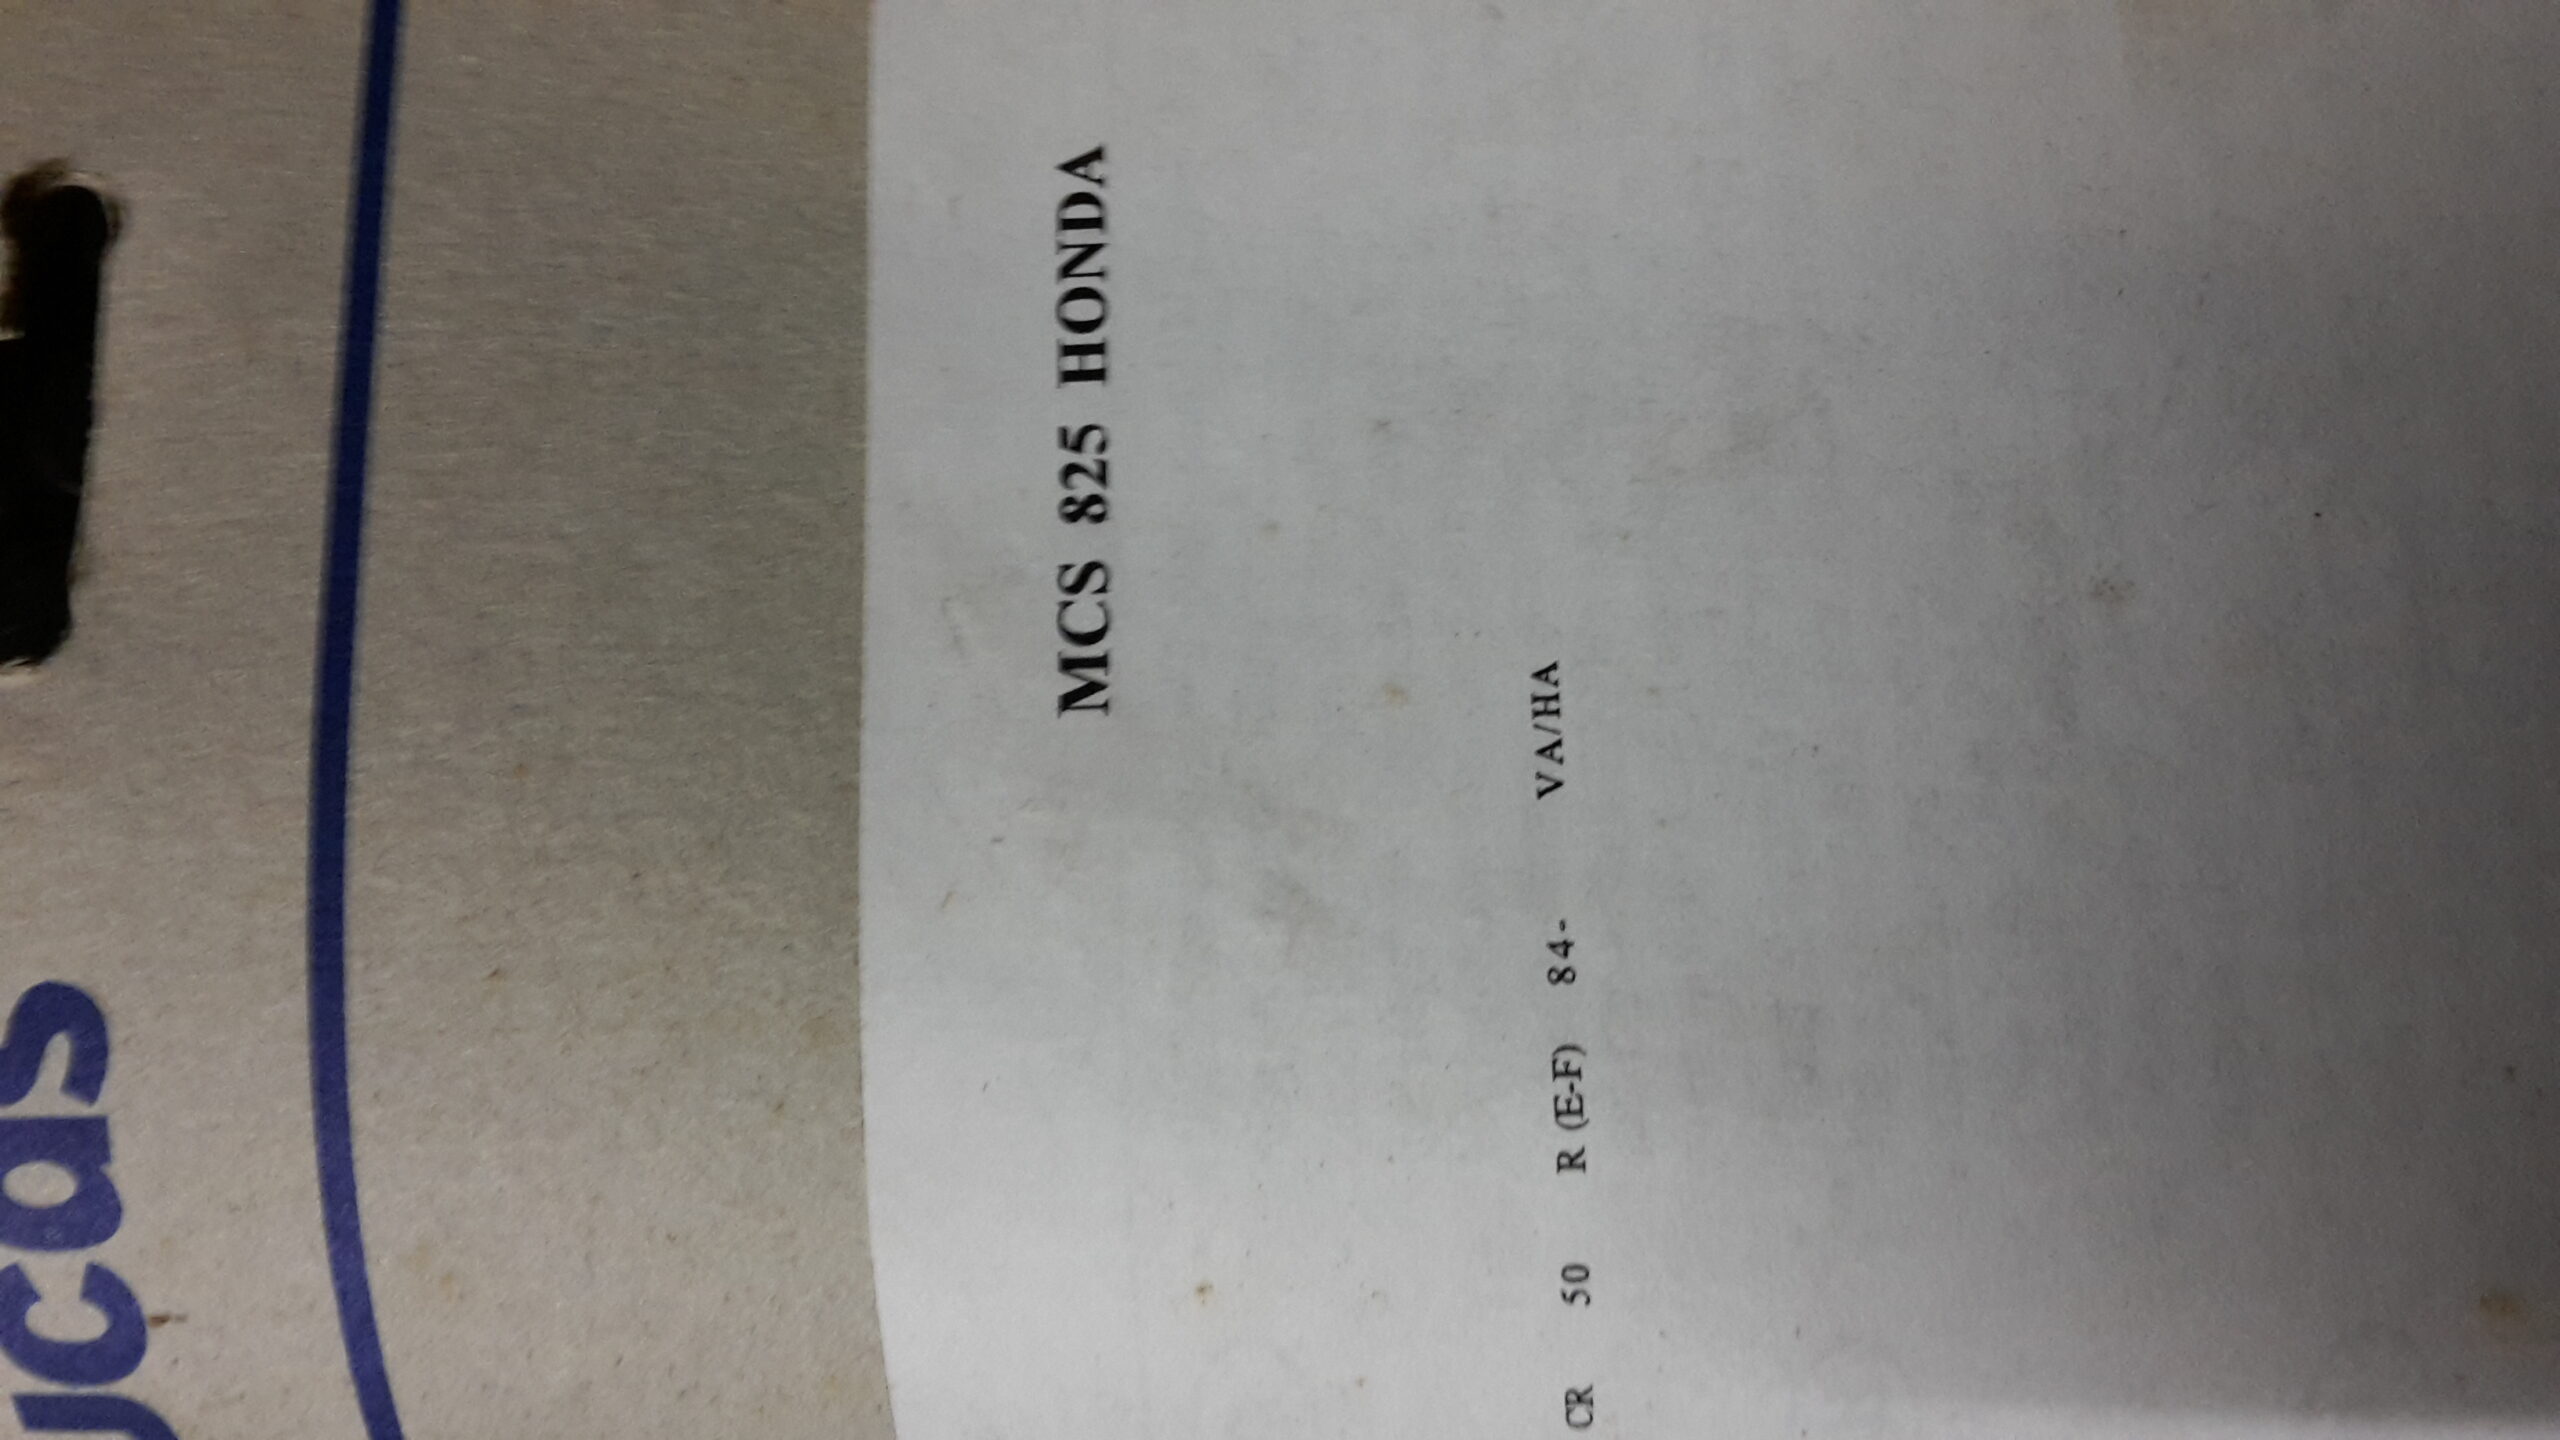 ucas
MCS 825 HONDA
CR 50 R (E-F) 84- VA/HA